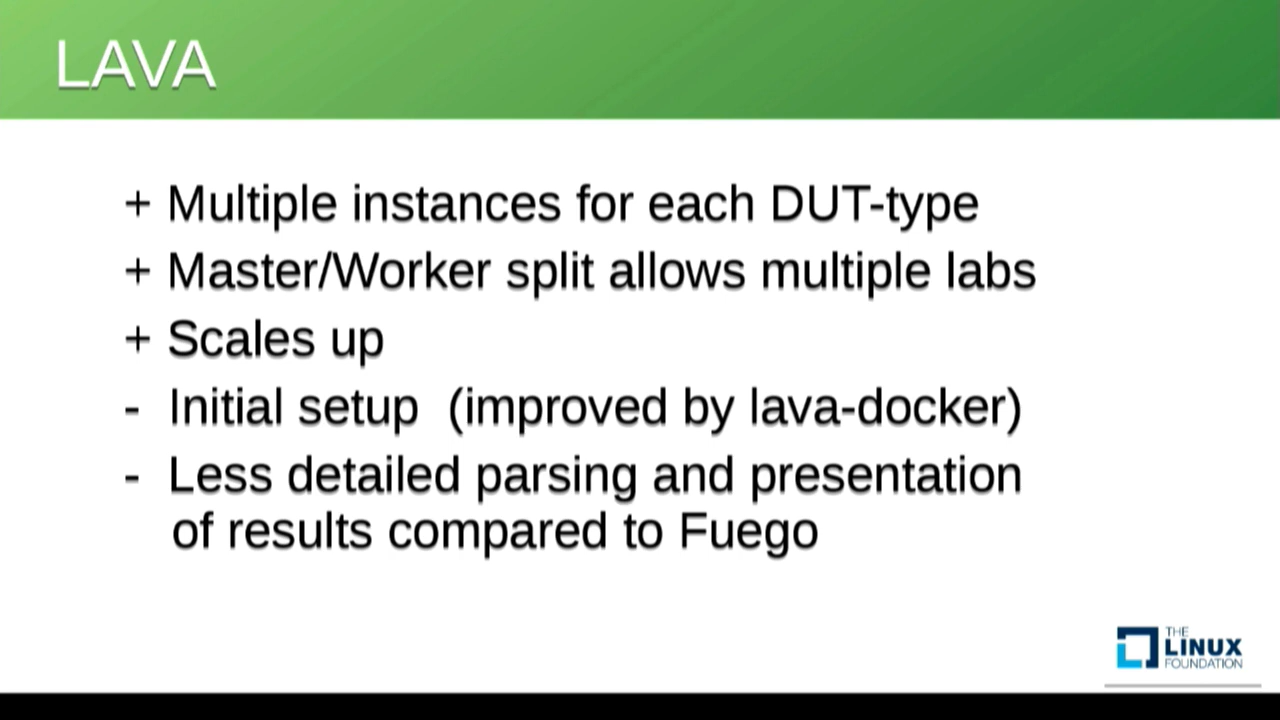 LAVA
+ Multiple instances for each DUT-type
+ Master/Worker split allows multiple labs
+ Scales up
- Initial setup (improved by lava-docker)
- Less detailed parsing and presentation
of results compared to Fuego
THE
LINUX
FOUNDATION